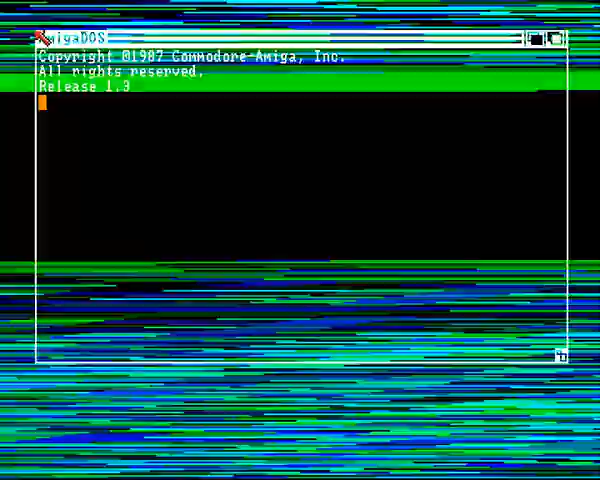 AmigaDOS
Copyright @1987 Commodore-Amiga, Inc.
All rights reserved.
Release 1.3